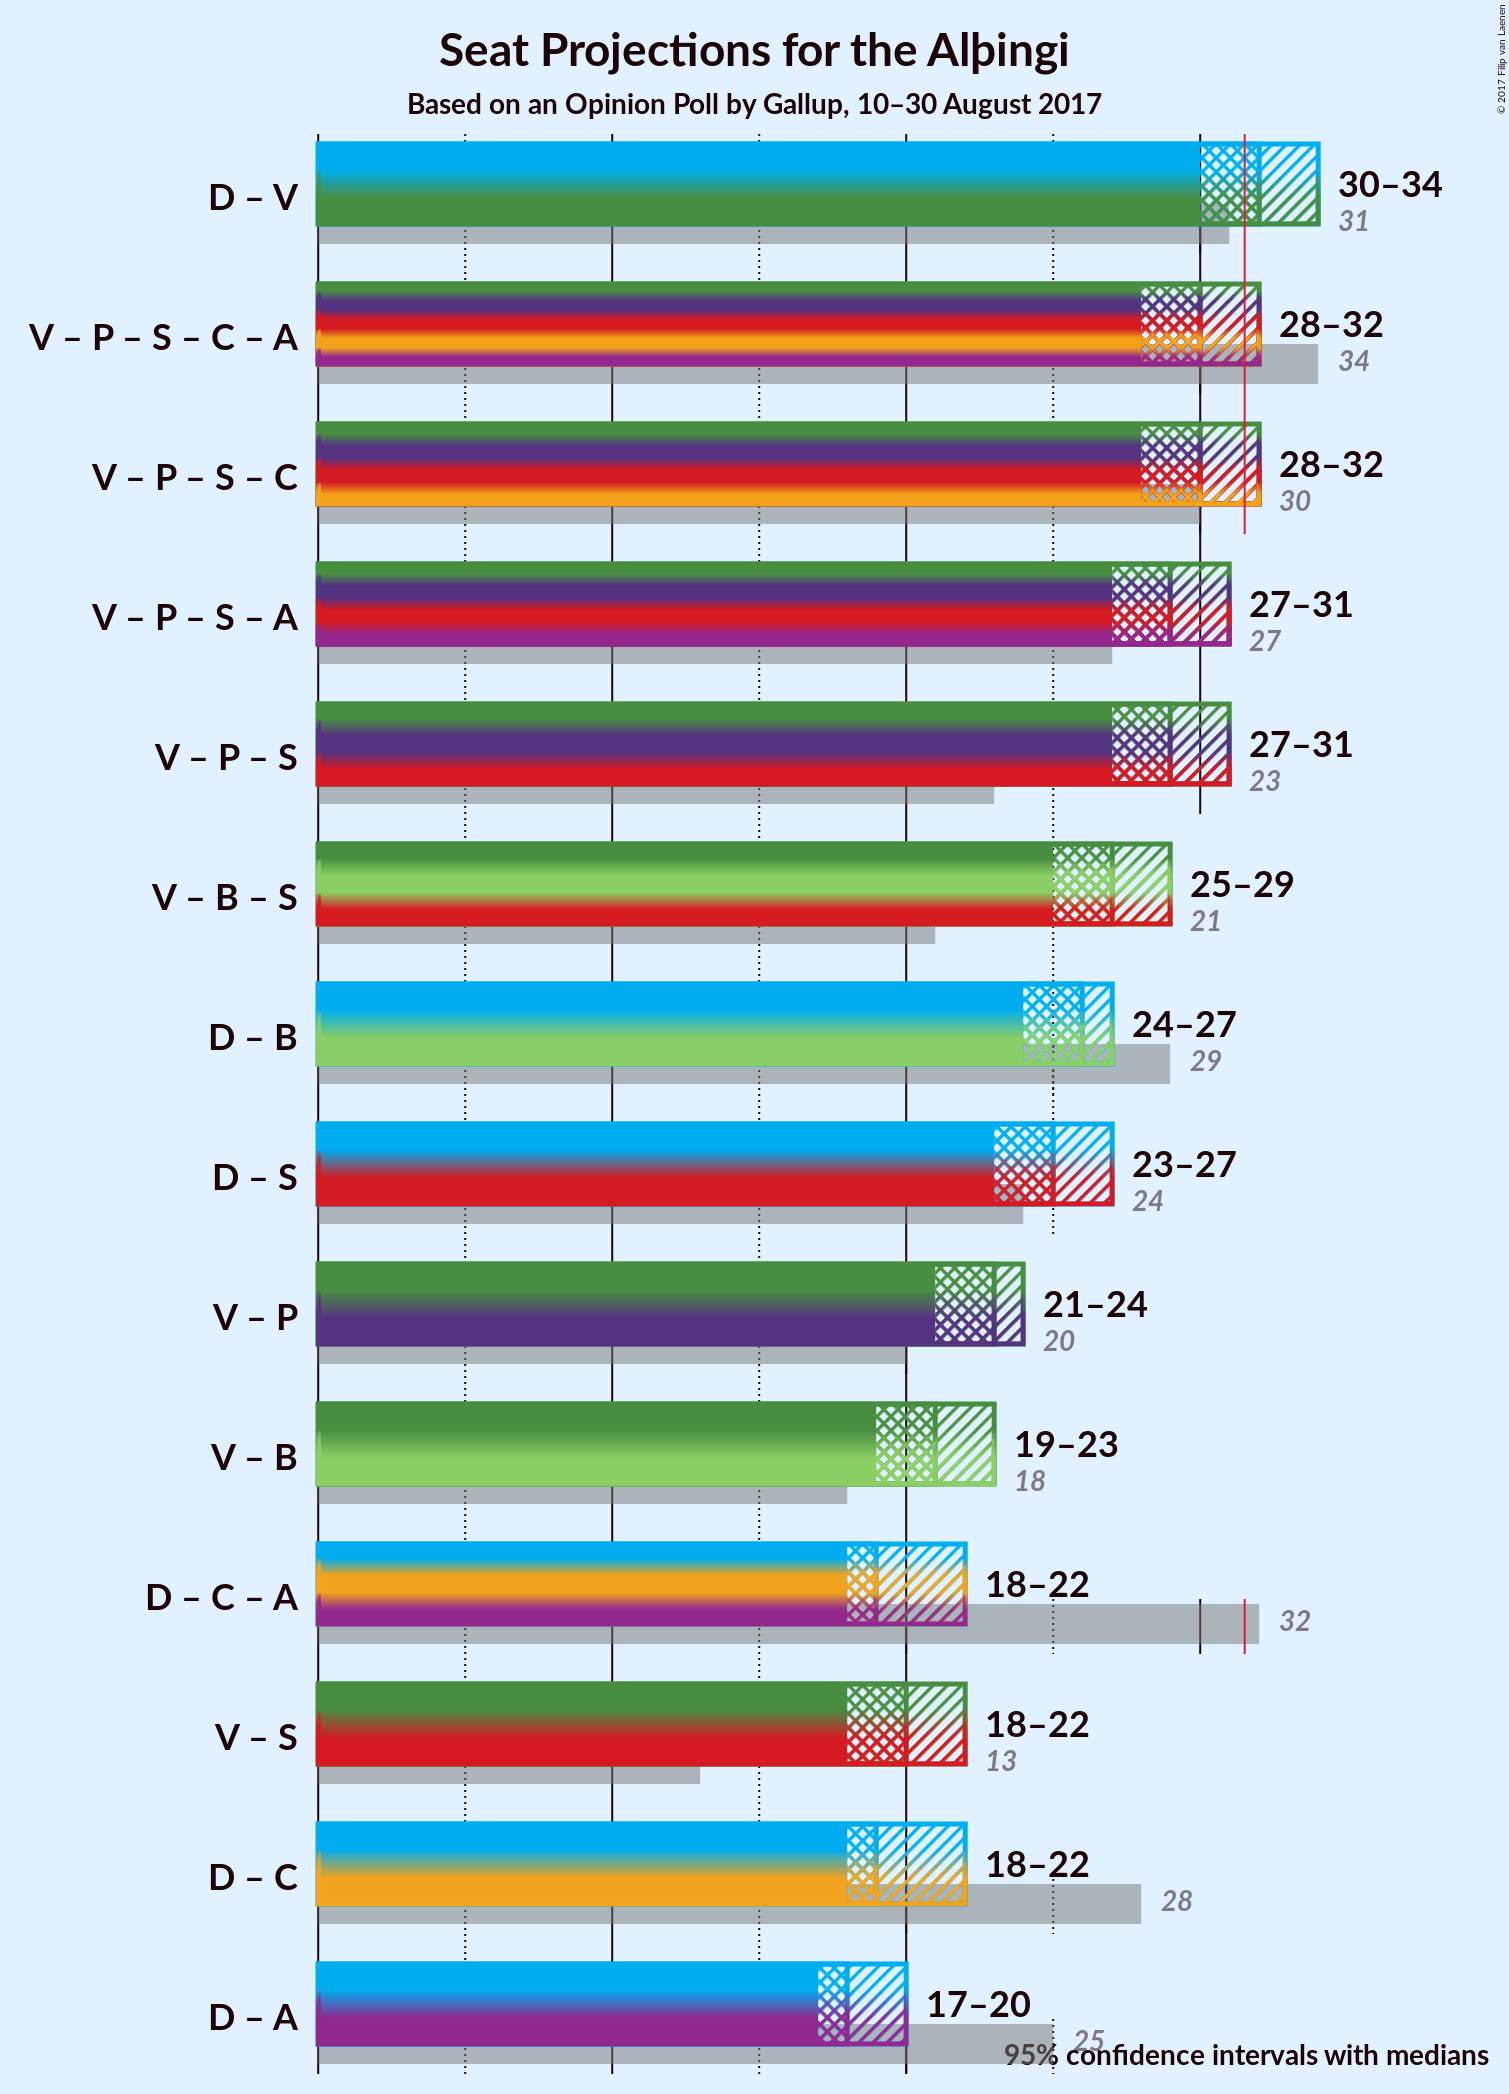 © 2017 Filip van Laenen
Seat Projections for the Alþingi
Based on an Opinion Poll by Gallup, 10–30 August 2017
D – V
30–34
31
V – P – S – C – A
28–32
34
V – P – S – C
28–32
30
V – P – S – A
27–31
27
V – P – S
27–31
23
V – B – S
25–29
21
D – B
24–27
29
D – S
23–27
24
V – P
21–24
20
V – B
19–23
18
D – C – A
18–22
32
V – S
18–22
13
D – C
18–22
28
D – A
17–20
25
95% confidence intervals with medians